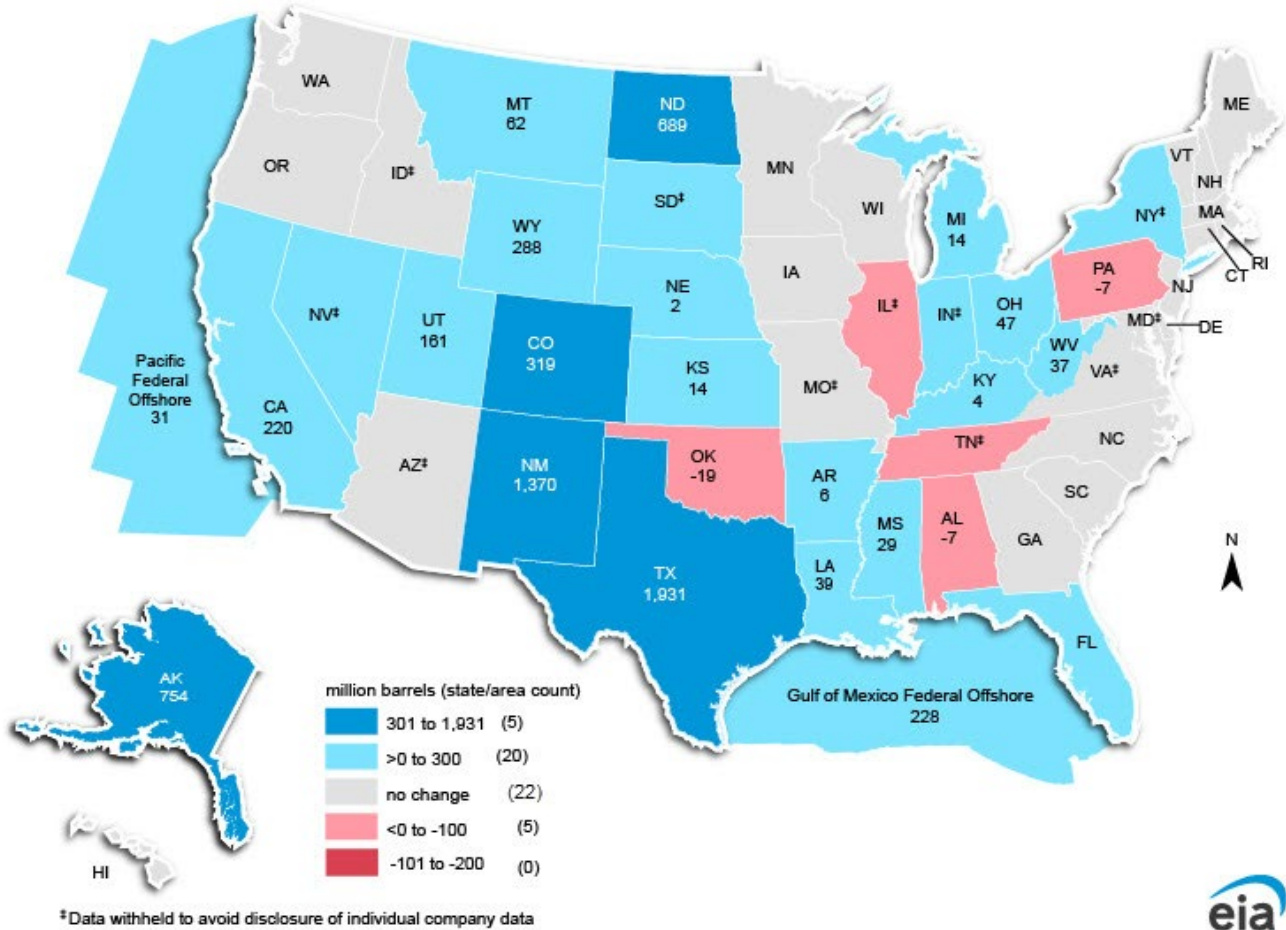 WA
MT
62
ND
689
ME
OR
ID‡
MN
VT
NH
WI
SD‡
NY‡
MA
RI
CT
WY
288
MI
14
IA
PA
-7
NJ
NE
2
NV‡
UT
161
IL‡
IN‡
OH
47
MD‡
DE
CO
319
WV
37
VA‡
Pacific
Federal
Offshore
31
CA
220
KS
14
MO‡
KY
4
NC
AZ‡
NM
1,370
OK
-19
TN‡
AR
6
SC
MS
29
AL
-7
GA
N
TX
1,931
LA
39
FL
AK
754
Gulf of Mexico Federal Offshore
228
million barrels (state/area count)
301 to 1,931 (5)
>0 to 300 (20)
no change (22)
<0 to -100 (5)
-101 to -200 (0)
HI
‡Data withheld to avoid disclosure of individual company data
eia